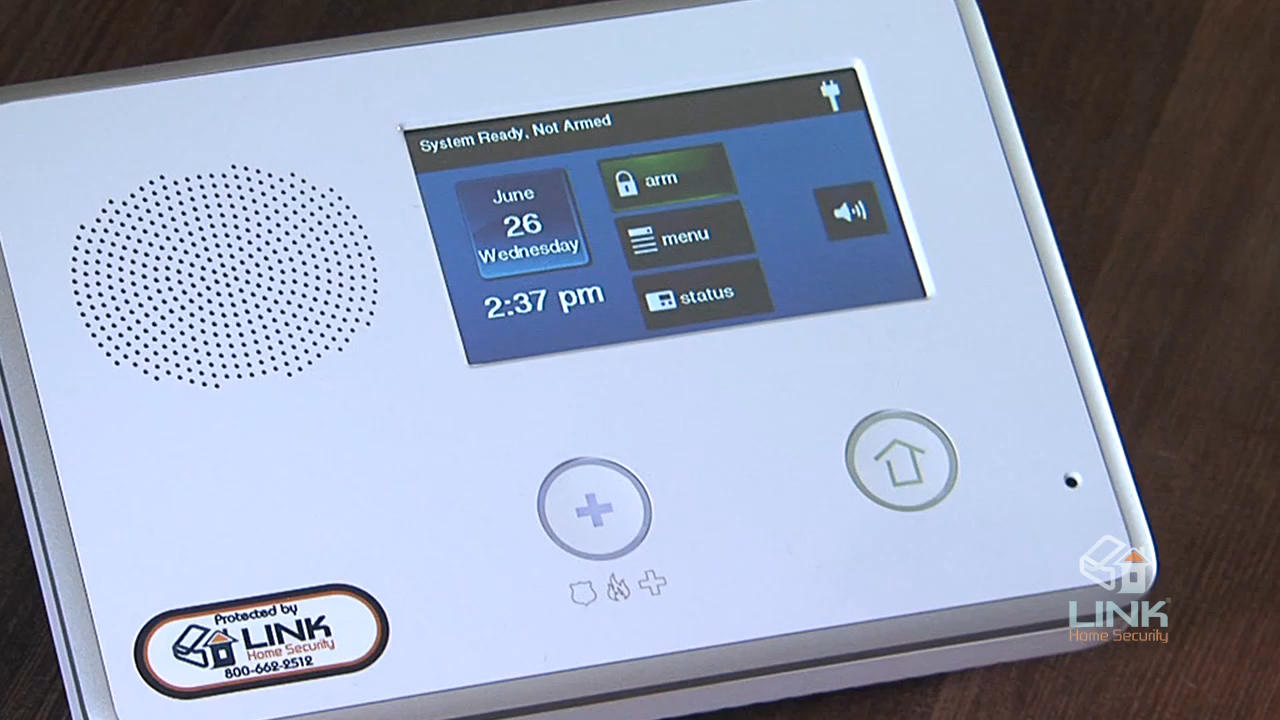 System Ready, Not Armed
June
26
Wednesday
2:37 pm
arm
menu
status
Protected by
LINK
Home Security
800-662-2512
LINK
Home Security